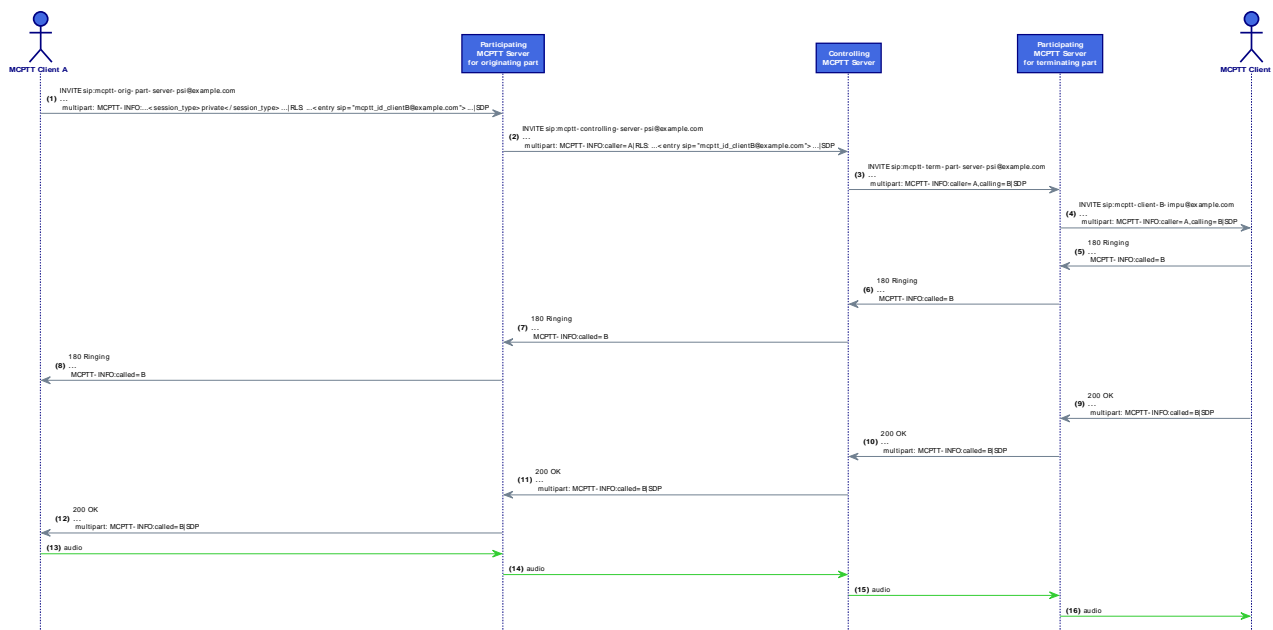 Participating
MCPTT Server
for originating part
Controlling
MCPTT Server
Participating
MCPTT Server
for terminating part
MCPTT Client A
MCPTT Client
INVITE sip:mcptt-orig-part-server-psi@example.com
(1) ...
multipart: MCPTT-INFO:...<session_type>private</session_type> ...|RLS: ...<entry sip="mcptt_id_clientB@example.com"> ...|SDP
INVITE sip:mcptt-controlling-server-psi@example.com
(2) ...
multipart: MCPTT-INFO:caller=A|RLS: ...<entry sip="mcptt_id_clientB@example.com"> ...|SDP
INVITE sip:mcptt-term-part-server-psi@example.com
(3) ...
multipart: MCPTT-INFO:caller=A,calling=B|SDP
INVITE sip:mcptt-client-B-impu@example.com
(4) ...
multipart: MCPTT-INFO:caller=A,calling=B|SDP
180 Ringing
(5) ...
MCPTT-INFO:called=B
180 Ringing
(6) ...
MCPTT-INFO:called=B
180 Ringing
(7) ...
MCPTT-INFO:called=B
180 Ringing
(8) ...
MCPTT-INFO:called=B
200 OK
(9) ...
multipart: MCPTT-INFO:called=B|SDP
200 OK
(10) ...
multipart: MCPTT-INFO:called=B|SDP
200 OK
(11) ...
multipart: MCPTT-INFO:called=B|SDP
200 OK
(12) ...
multipart: MCPTT-INFO:called=B|SDP
(13) audio
(14) audio
(15) audio
(16) audio